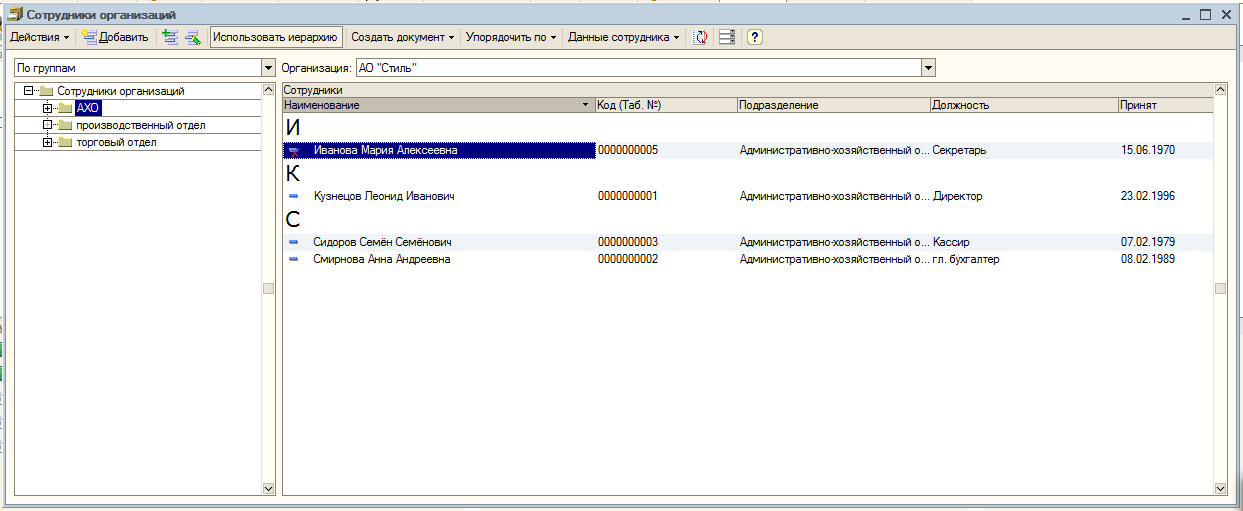 Сотрудники организаций
Действия Добавить Использовать иерархию Создать документ Упорядочить по Данные сотрудника ?
По группам Организация: АО "Стиль"
Сотрудники организаций
АХО
производственный отдел
торговый отдел
Сотрудники
Наименование Код (Таб. №) Подразделение Должность Принят
И
Иванова Мария Алексеевна 0000000005 Административно-хозяйственный о... Секретарь 15.06.1970
К
Кузнецов Леонид Иванович 0000000001 Административно-хозяйственный о... Директор 23.02.1996
С
Сидоров Семён Семёнович 0000000003 Административно-хозяйственный о... Кассир 07.02.1979
Смирнова Анна Андреевна 0000000002 Административно-хозяйственный о... гл. бухгалтер 08.02.1989